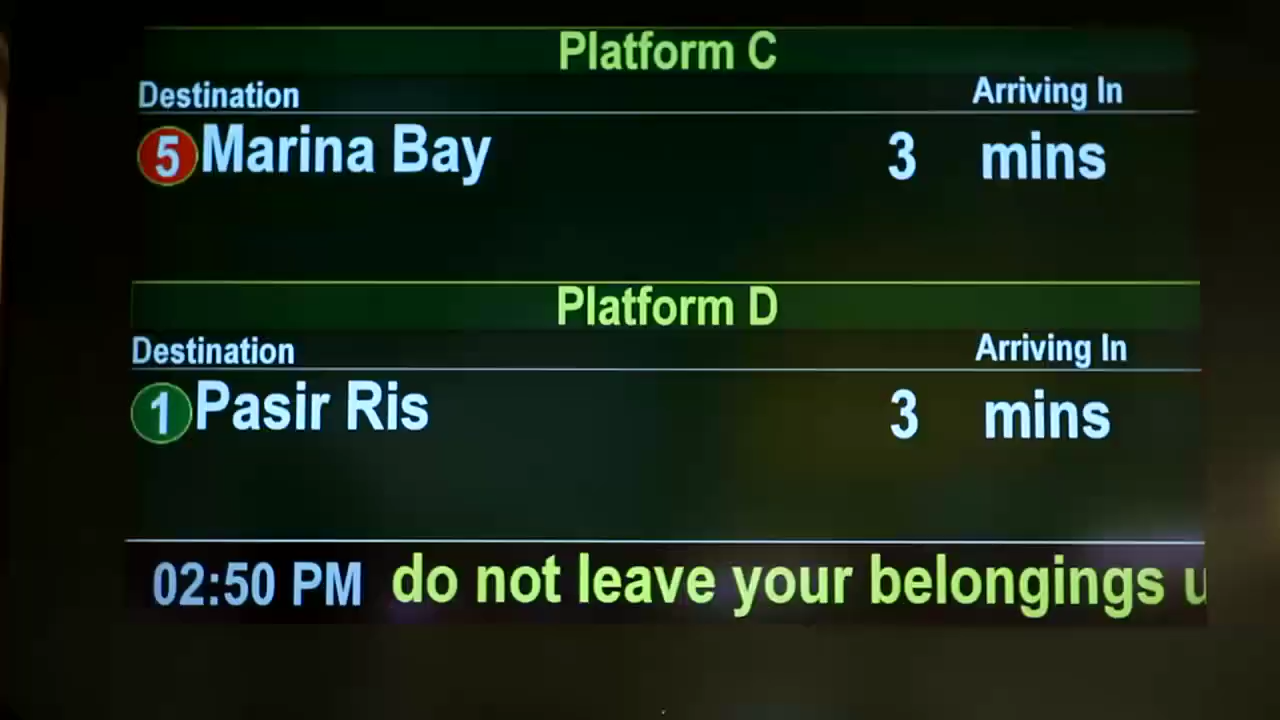 Platform C
Destination Arriving In
5 Marina Bay 3 mins
Platform D
Destination Arriving In
1 Pasir Ris 3 mins
02:50 PM do not leave your belongings u